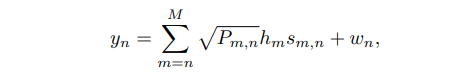 $y_n = \sum_{m=n}^{M} \sqrt{P_{m,n}} h_m s_{m,n} + w_n,$